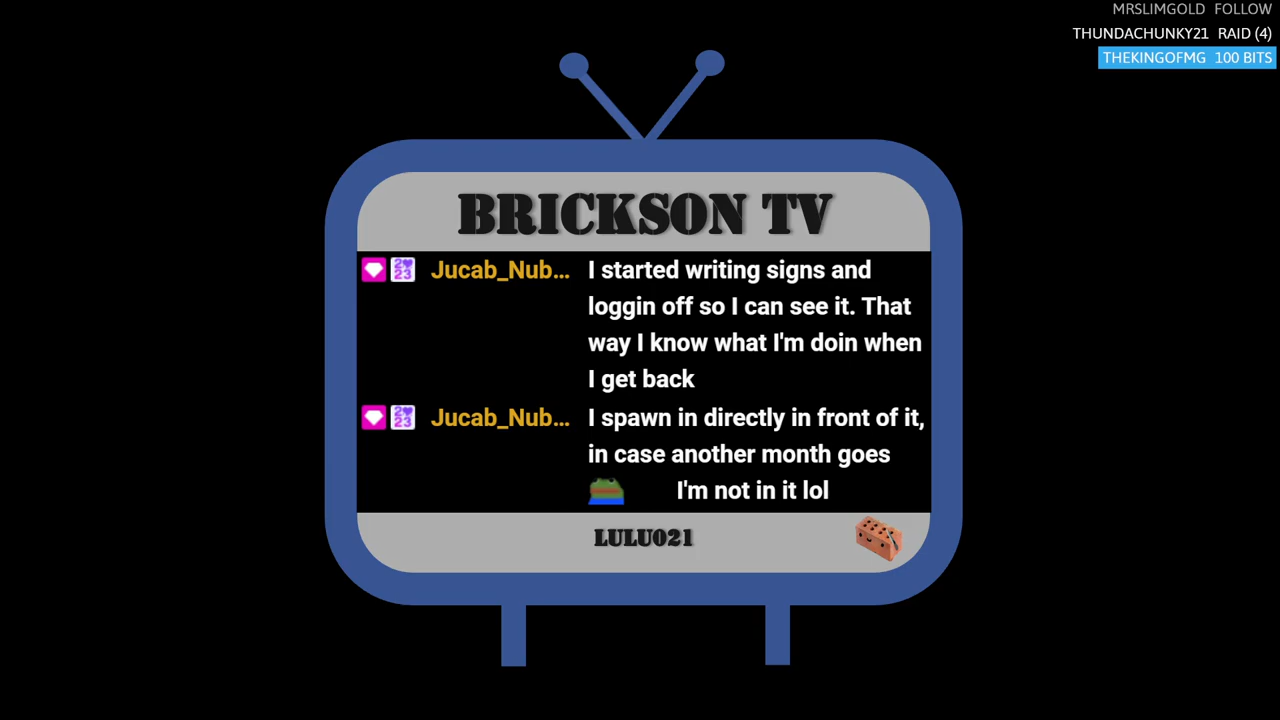 MRSLIMGOLD FOLLOW
THUNDACHUNKY21 RAID (4)
THEKINGOFMG 100 BITS
BRICKSON TV
2023 Jucab_Nub... I started writing signs and
loggin off so I can see it. That
way I know what I'm doin when
I get back
2023 Jucab_Nub... I spawn in directly in front of it,
in case another month goes
I'm not in it lol
LULU021